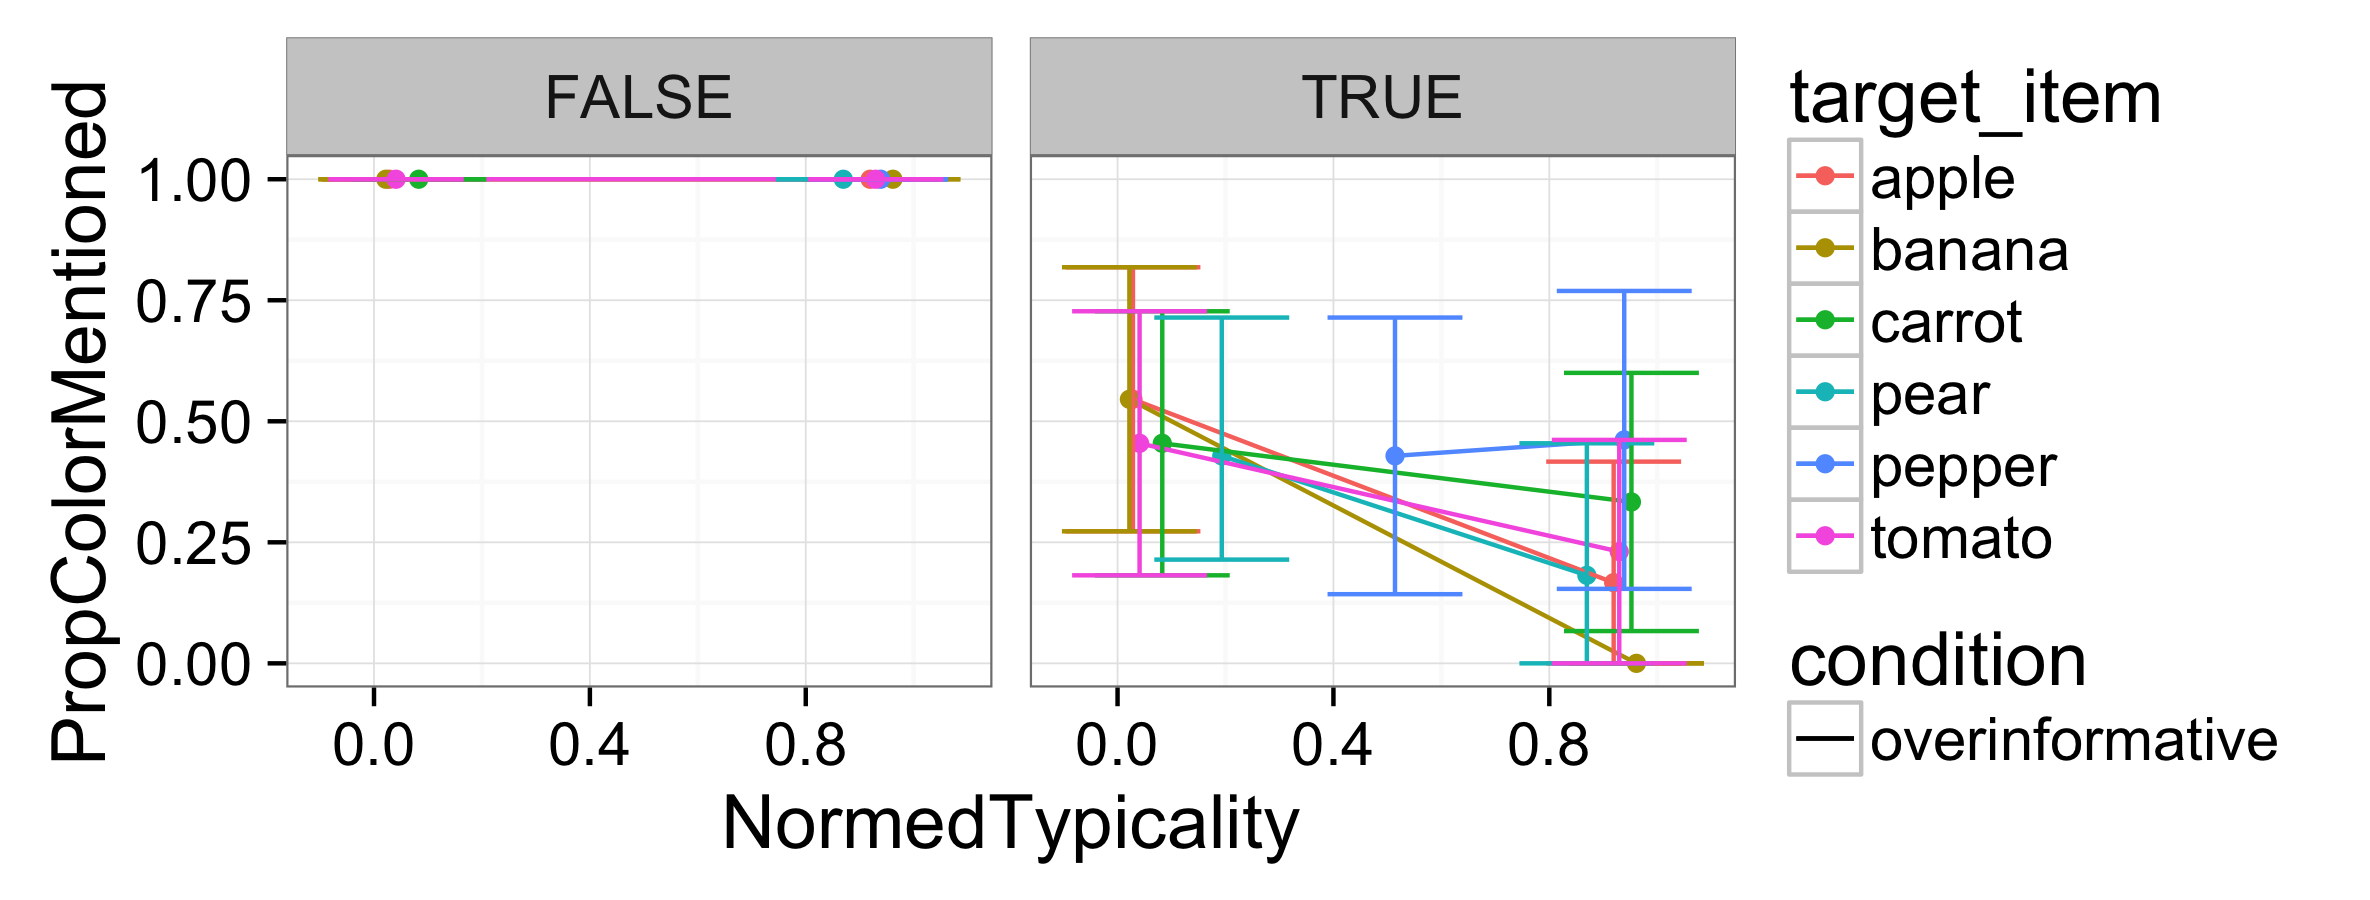 FALSE
TRUE
PropColorMentioned
1.00
0.75
0.50
0.25
0.00
0.0 0.4 0.8
0.0 0.4 0.8
NormedTypicality
target_item
apple
banana
carrot
pear
pepper
tomato
condition
overinformative